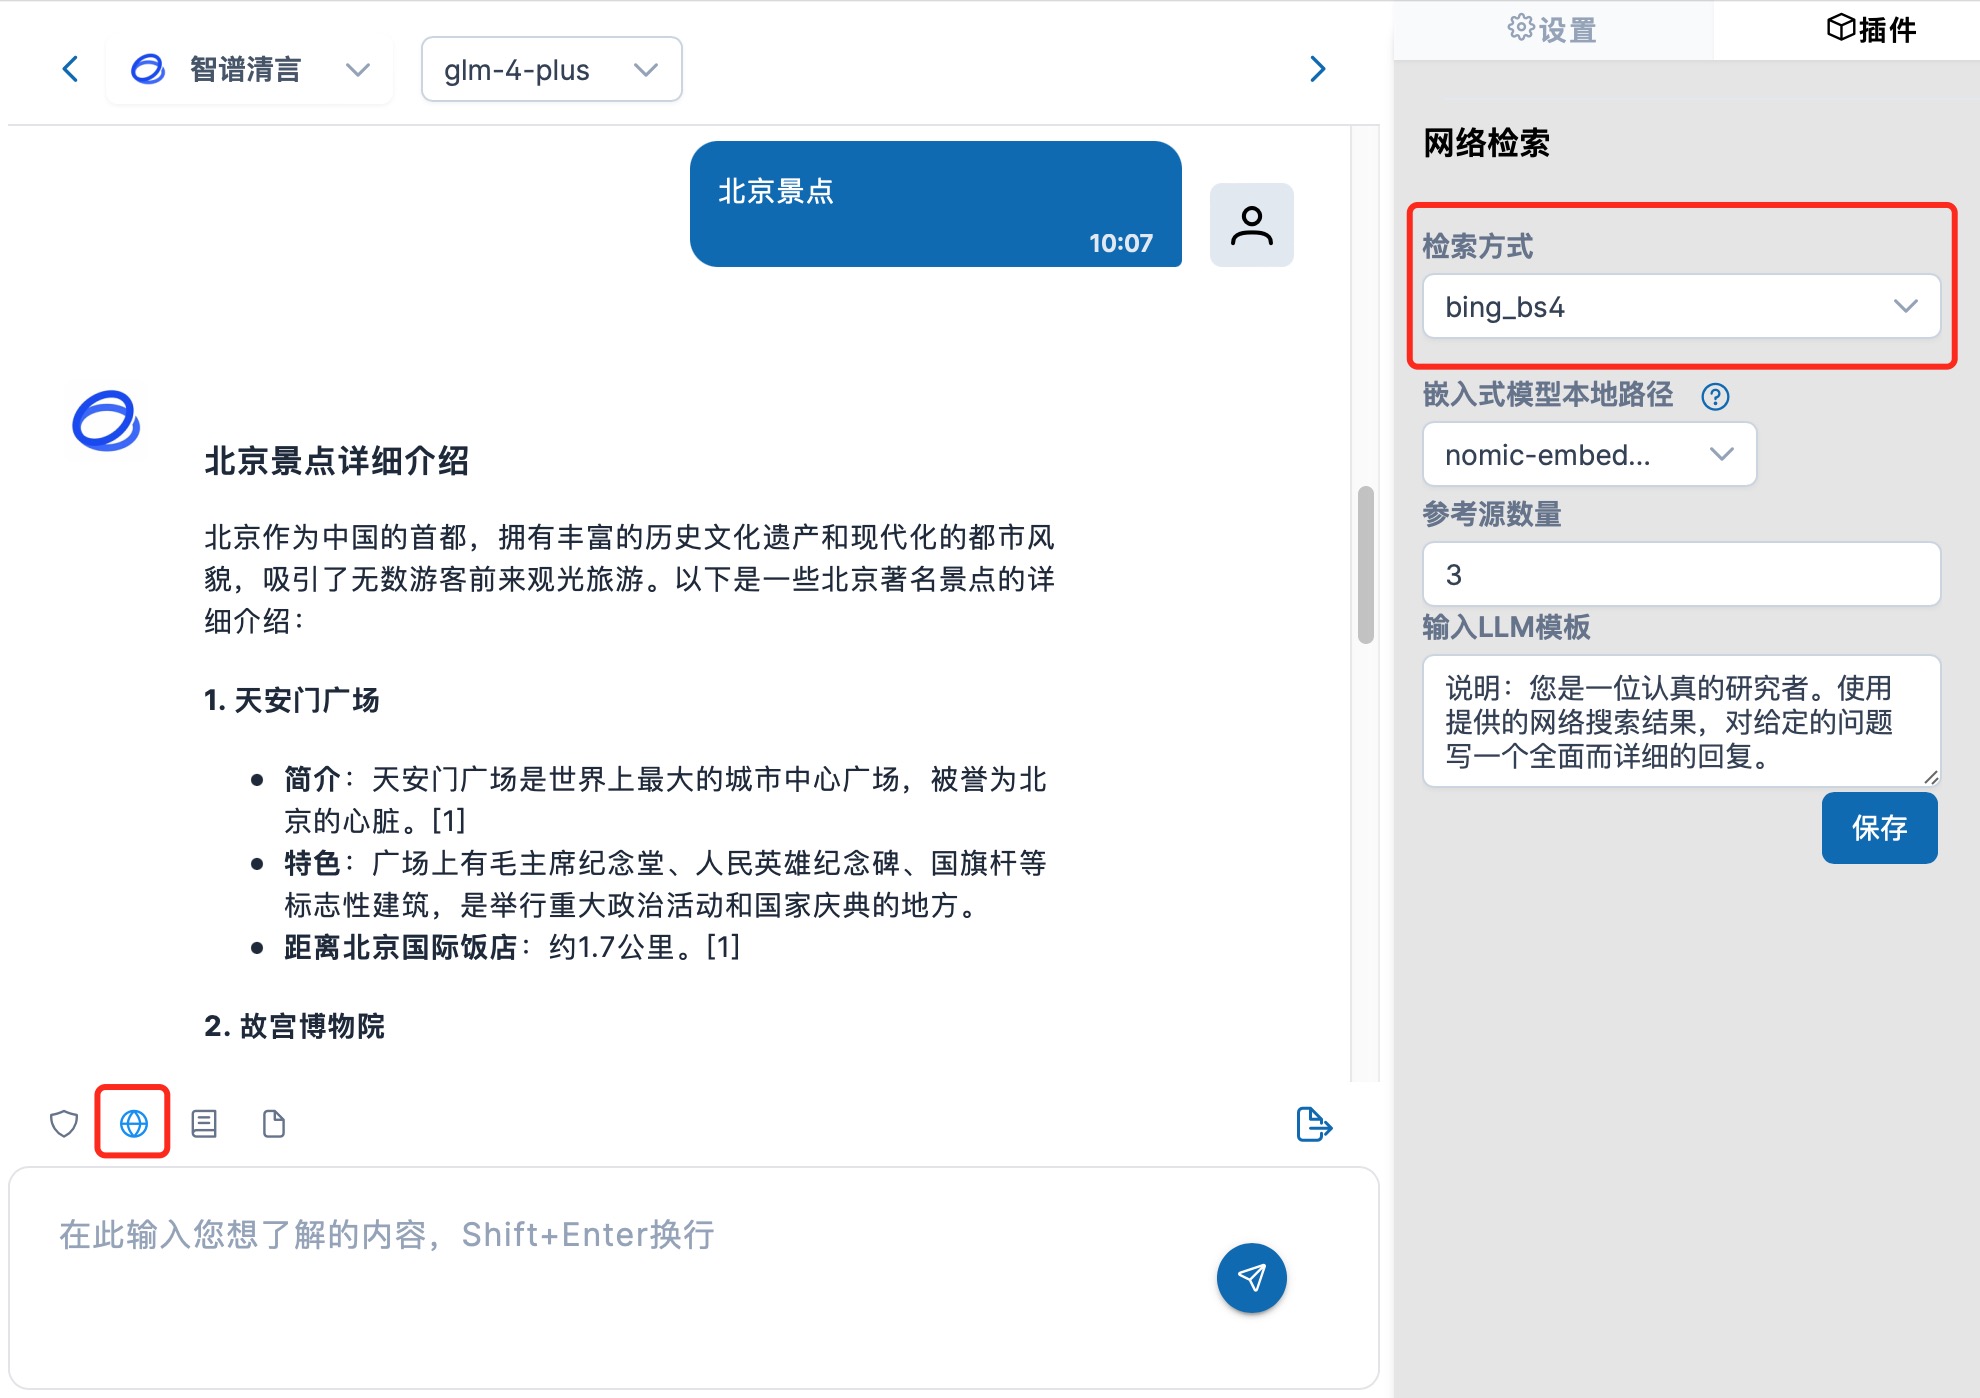 智谱清言
glm-4-plus
北京景点
10:07
北京景点详细介绍
北京作为中国的首都，拥有丰富的历史文化遗产和现代化的都市风
貌，吸引了无数游客前来观光旅游。以下是一些北京著名景点的详
细介绍：
1. 天安门广场
简介：天安门广场是世界上最大的城市中心广场，被誉为北
京的心脏。[1]
特色：广场上有毛主席纪念堂、人民英雄纪念碑、国旗杆等
标志性建筑，是举行重大政治活动和国家庆典的地方。
距离北京国际饭店：约1.7公里。[1]
2. 故宫博物院
在此输入您想了解的内容，Shift+Enter换行
设置
插件
网络检索
检索方式
bing_bs4
嵌入式模型本地路径
nomic-embed...
参考源数量
3
输入LLM模板
说明：您是一位认真的研究者。使用
提供的网络搜索结果，对给定的问题
写一个全面而详细的回复。
保存